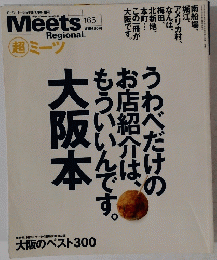 Meets
Regional.
165
超ミーツ
南船場、
堀江、
アメリカ村、
なんば、
梅田、
北新地、
本町…
この一冊が
大阪です。
うわべだけの
お店紹介は、
もういいんです。
大阪本
大阪のベスト300